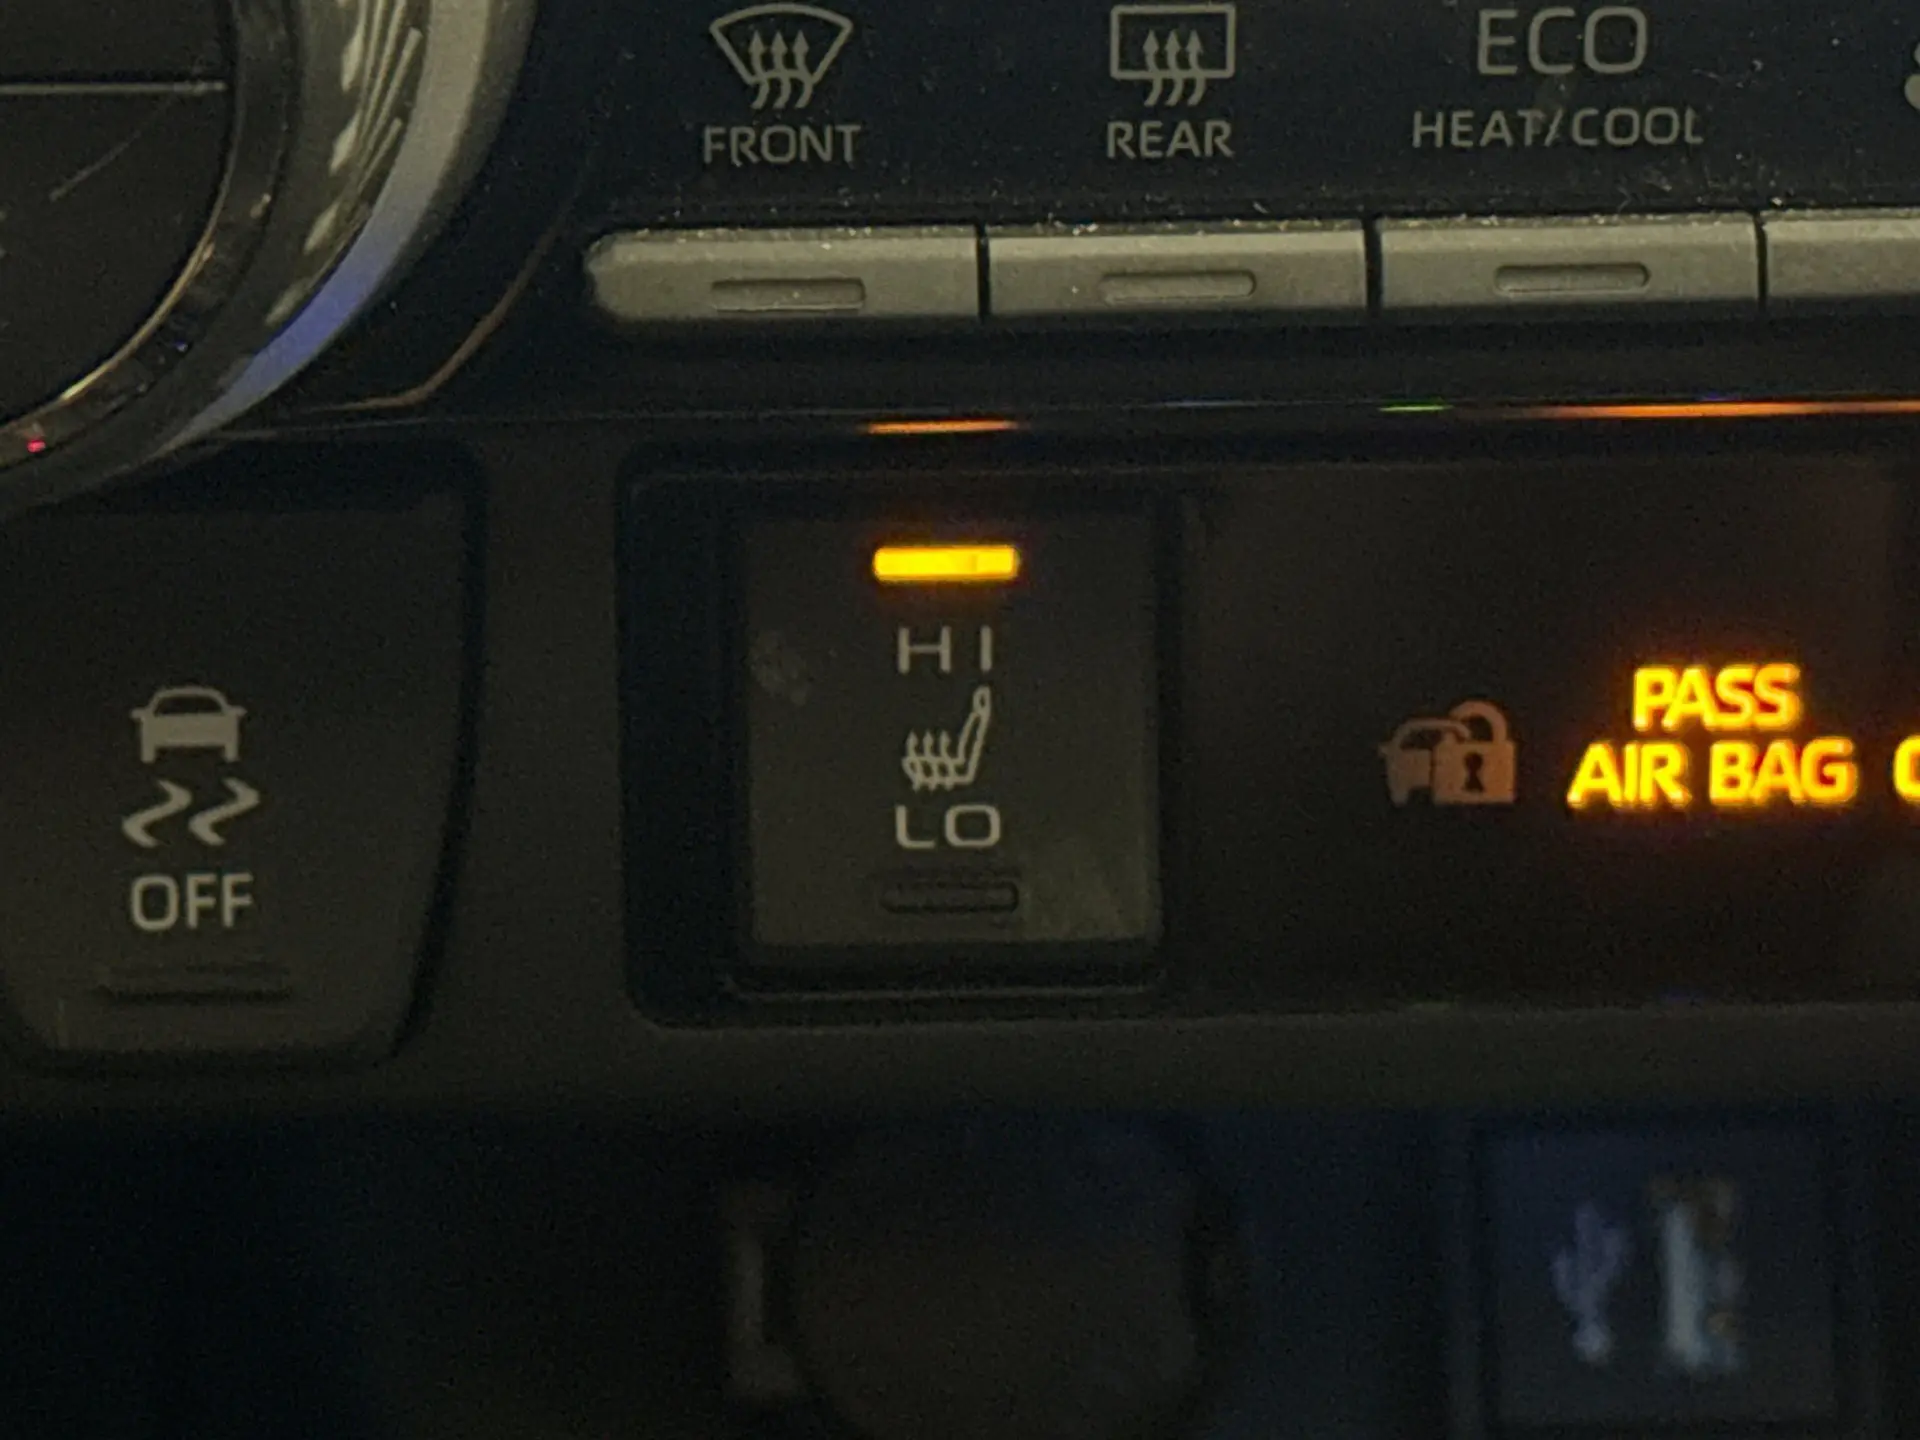 FRONT
REAR
ECO
HEAT/COOL
HI
LO
OFF
PASS
AIR BAG